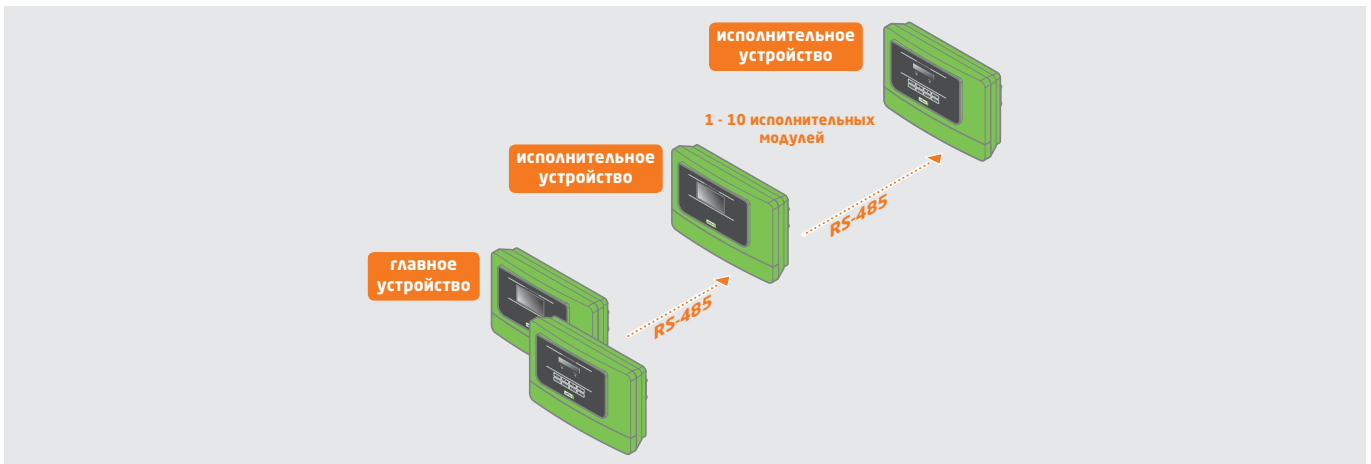 исполнительное
устройство
1 - 10 исполнительных
модулей
исполнительное
устройство
RS-485
главное
устройство
RS-485